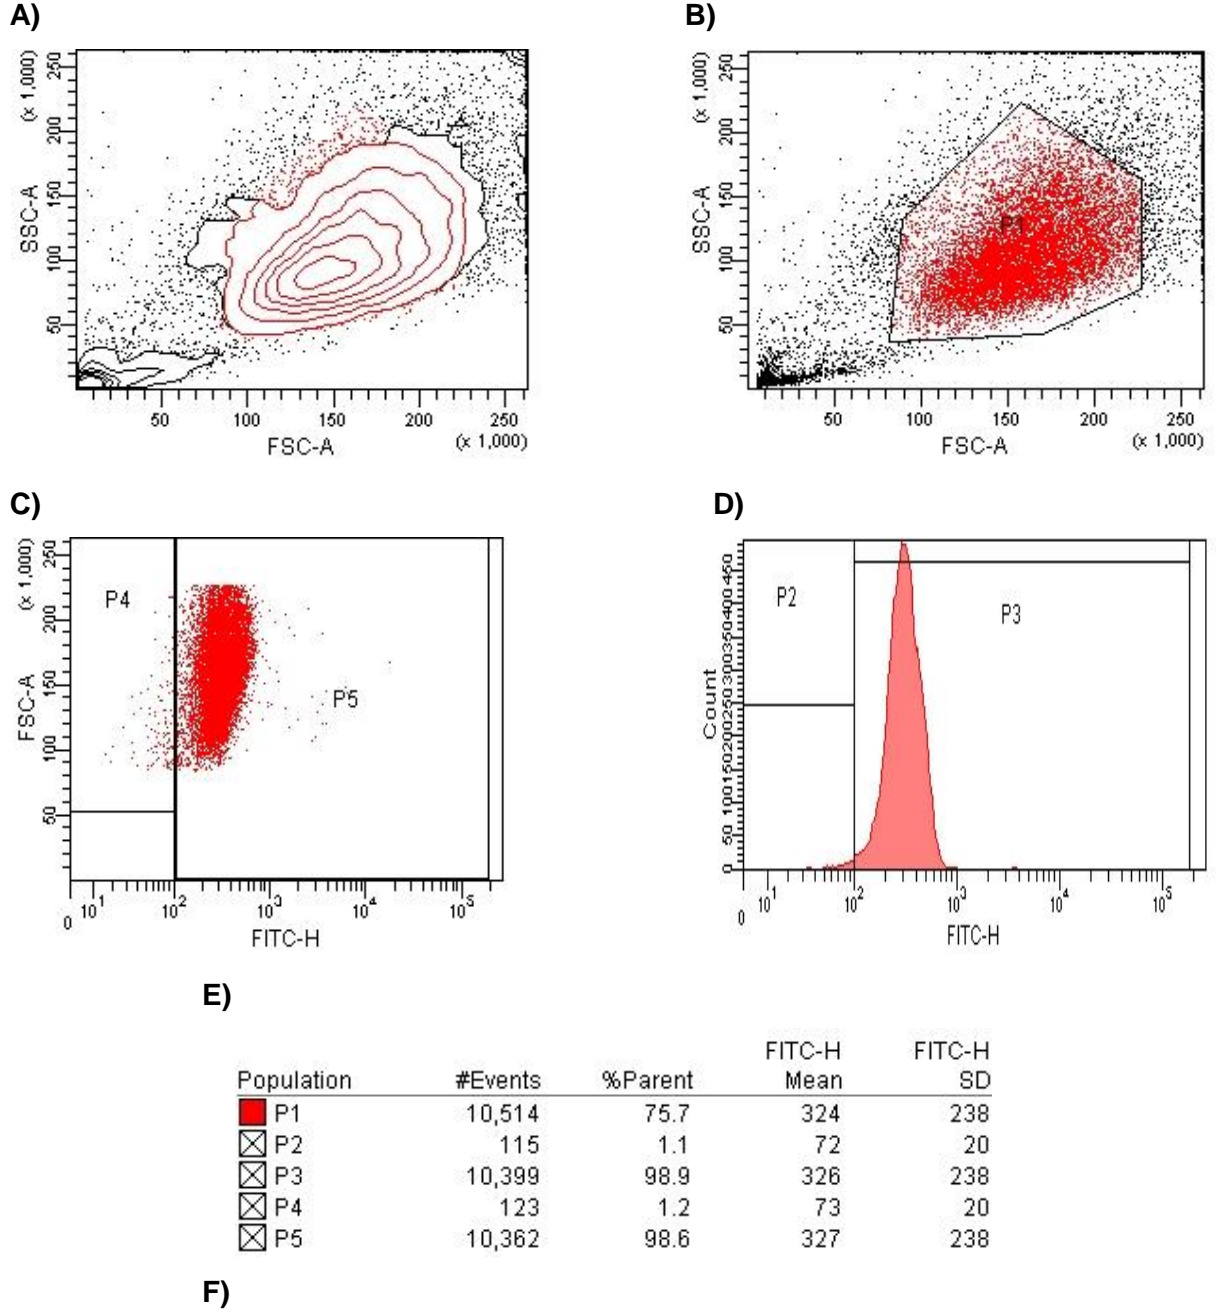 A)
B)
SSC-A
(x 1,000)
50 100 150 200 250
50 100 150 200 250
FSC-A
(x 1,000)
SSC-A
(x 1,000)
50 100 150 200 250
P1
50 100 150 200 250
FSC-A
(x 1,000)
C)
D)
FSC-A
(x 1,000)
50 100 150 200 250
P4
P5
0 10¹ 10² 10³ 10⁴ 10⁵
FITC-H
Count
0 50 100 150 200 250 300 350 400 450
P2
P3
0 10¹ 10² 10³ 10⁴ 10⁵
FITC-H
E)
FITC-H FITC-H
Population #Events %Parent Mean SD
P1 10,514 75.7 324 238
P2 115 1.1 72 20
P3 10,399 98.9 326 238
P4 123 1.2 73 20
P5 10,362 98.6 327 238
F)